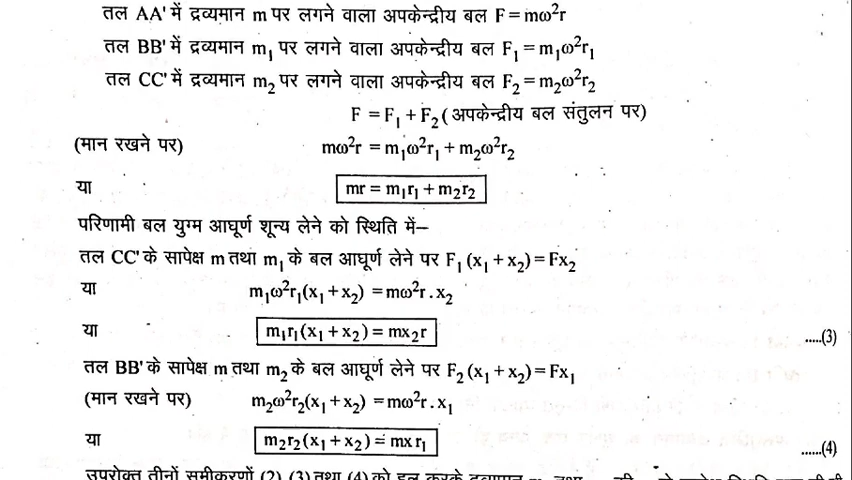 तल AA' में द्रव्यमान m पर लगने वाला अपकेन्द्रीय बल F = mω²r
तल BB' में द्रव्यमान m₁ पर लगने वाला अपकेन्द्रीय बल F₁ = m₁ω²r₁
तल CC' में द्रव्यमान m₂ पर लगने वाला अपकेन्द्रीय बल F₂ = m₂ω²r₂
F = F₁ + F₂ ( अपकेन्द्रीय बल संतुलन पर)
(मान रखने पर) mω²r = m₁ω²r₁ + m₂ω²r₂
या mr = m₁r₁ + m₂r₂
परिणामी बल युग्म आघूर्ण शून्य लेने को स्थिति में–
तल CC' के सापेक्ष m तथा m₁ के बल आघूर्ण लेने पर F₁ (x₁ + x₂) = Fx₂
या m₁ω²r₁(x₁ + x₂) = mω²r . x₂
या m₁r₁(x₁ + x₂) = mx₂r .....(3)
तल BB' के सापेक्ष m तथा m₂ के बल आघूर्ण लेने पर F₂ (x₁ + x₂) = Fx₁
(मान रखने पर) m₂ω²r₂(x₁ + x₂) = mω²r . x₁
या m₂r₂(x₁ + x₂) = mx r₁ .....(4)
उपरोक्त तीनों समीकरणों (2), (3) तथा (4) को हल करके द्रव्यमान